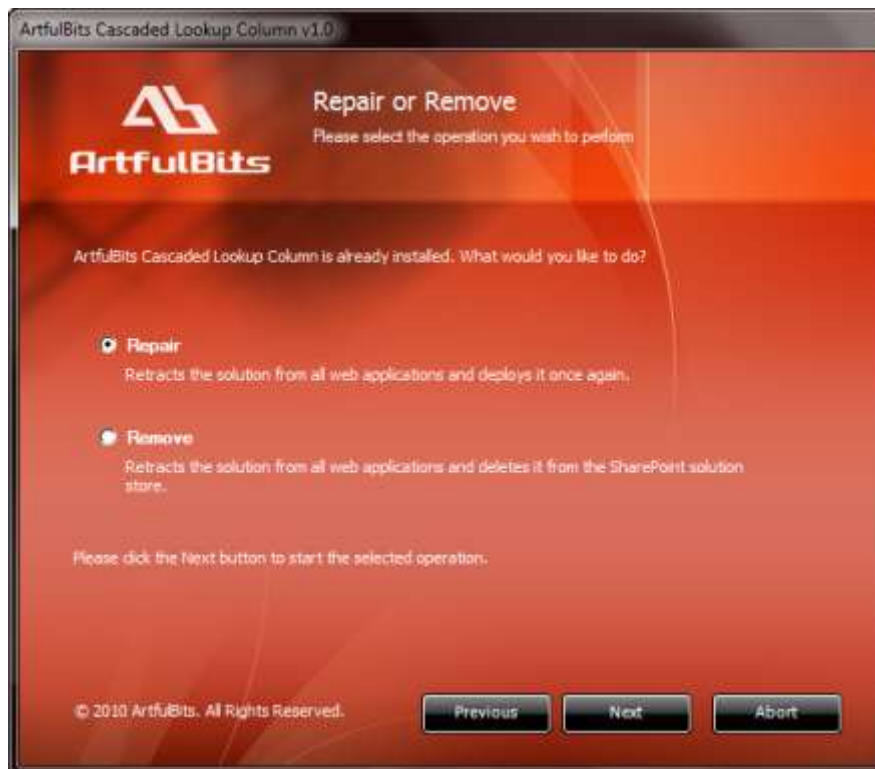 ArtfulBits Cascaded Lookup Column v1.0
ArtfulBits
Repair or Remove
Please select the operation you wish to perform
ArtfulBits Cascaded Lookup Column is already installed. What would you like to do?
Repair
Retracts the solution from all web applications and deploys it once again.
Remove
Retracts the solution from all web applications and deletes it from the SharePoint solution
store.
Please click the Next button to start the selected operation.
© 2010 ArtfulBits. All Rights Reserved.
Previous
Next
Abort